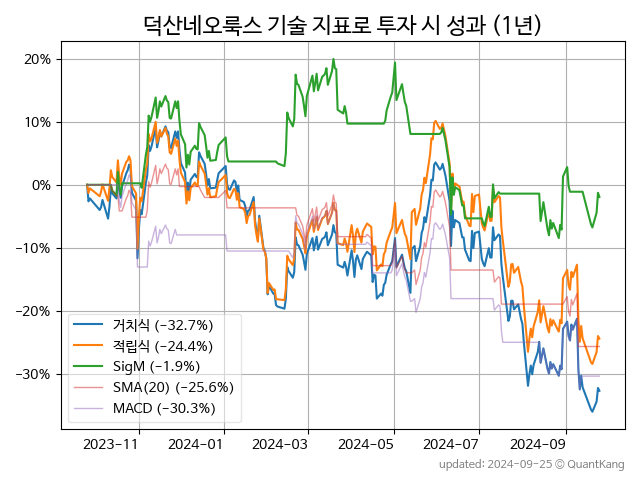 덕산네오룩스 기술 지표로 투자 시 성과 (1년)
20%
10%
0%
−10%
−20%
−30%
거치식 (−32.7%)
적립식 (−24.4%)
SigM (−1.9%)
SMA(20) (−25.6%)
MACD (−30.3%)
2023−11
2024−01
2024−03
2024−05
2024−07
2024−09
updated: 2024−09−25 ⓒ QuantKang